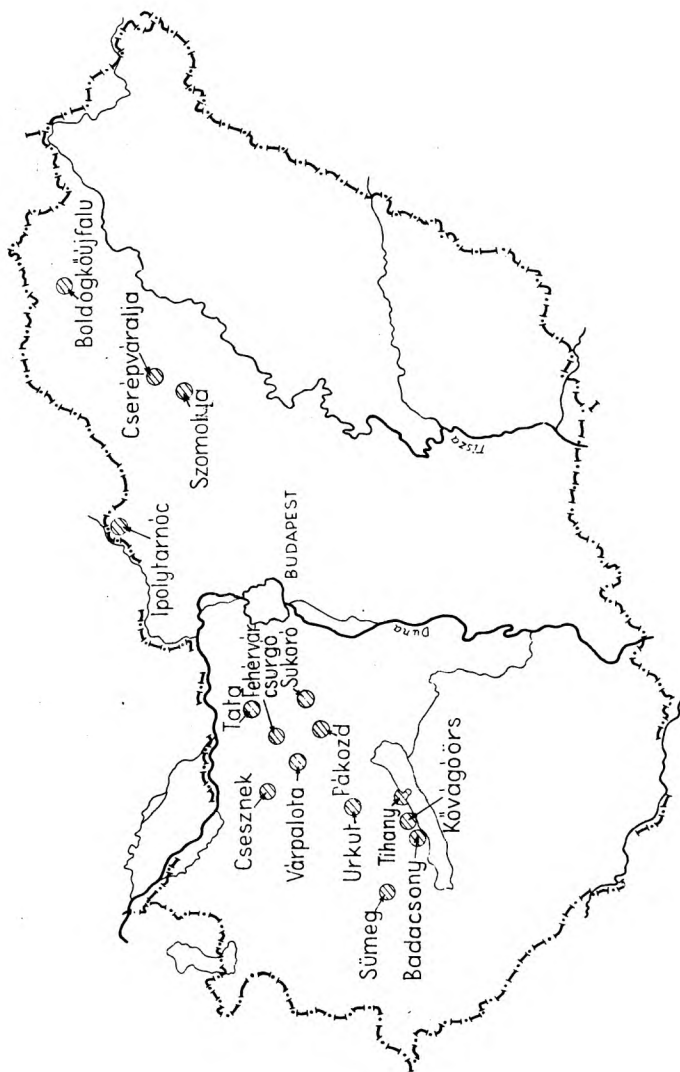 Boldogkőújfalu
Cserépváralja
Szomolya
Ipolytarnóc
BUDAPEST
Tisza
Duna
Tata
Fehérvár
csurgó
Sukoró
Csesznek
Várpalota
Pákozd
Urkut
Tihany
Kővágóörs
Sümeg
Badacsony